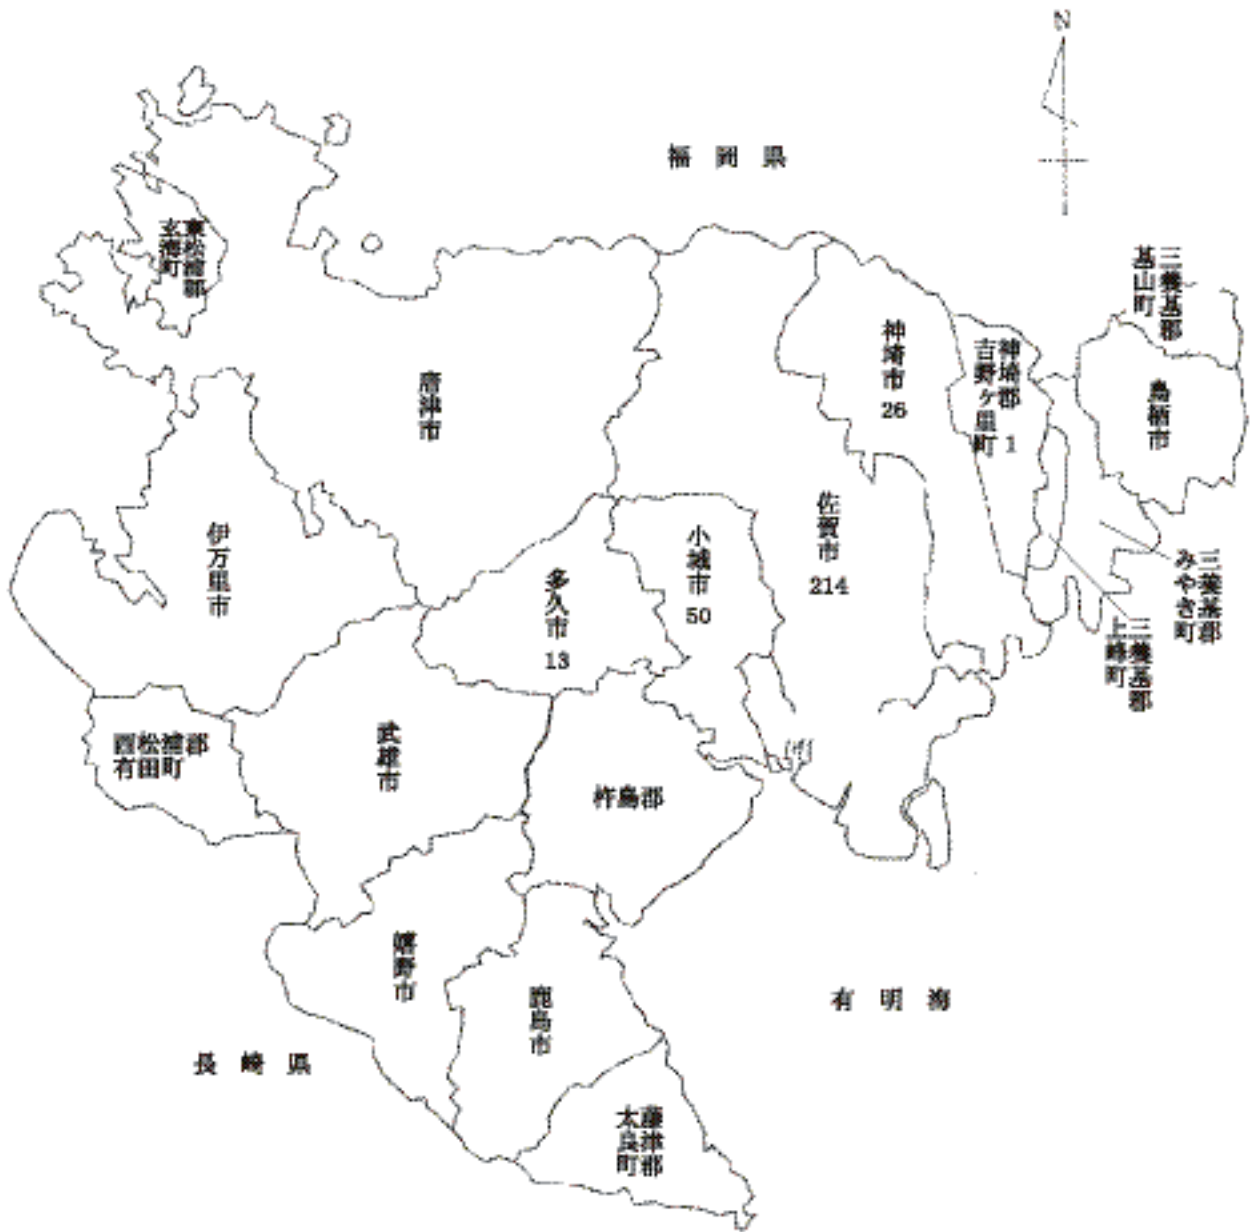 N
福岡県
東松浦郡
玄海町
三養基郡
基山町
神埼市
26
神埼郡
吉野ヶ里町
1
鳥栖市
唐津市
佐賀市
214
伊万里市
小城市
50
多久市
13
三養基郡
みやき町
三養基郡
上峰町
西松浦郡
有田町
武雄市
杵島郡
嬉野市
鹿島市
有明海
長崎県
藤津郡
太良町